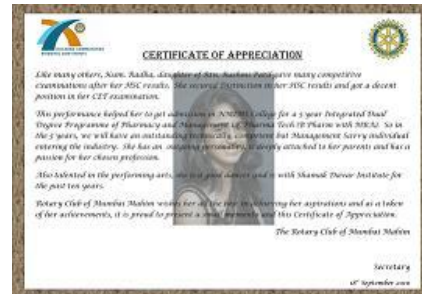 CERTIFICATE OF APPRECIATION
Like many others, Kum. Radha, daughter of Rtn. gave many competitive
examinations after her HSC results. She secured Distinction in her HSC results and got a decent
position in her CET examination.
This performance helped her to get admission in NMIMS College for a 5 year Integrated Dual
Degree Programme of Pharmacy and Management i.e. Pharma Tech (B Pharm with MBA). So in
the 5 years, we will have an outstanding technically competent but Management Savvy individual
entering the industry. She has an outgoing personality, is deeply attached to her parents and has a
passion for her chosen profession.
Also talented in the performing arts, she is a good dancer and is with Shamak Davar Institute for
the past ten years.
Rotary Club of Mumbai Mahim wishes her all the best in achieving her aspirations and as a token
of her achievements, it is proud to present a small memento and this Certificate of Appreciation.
The Rotary Club of Mumbai Mahim
Secretary
18th September